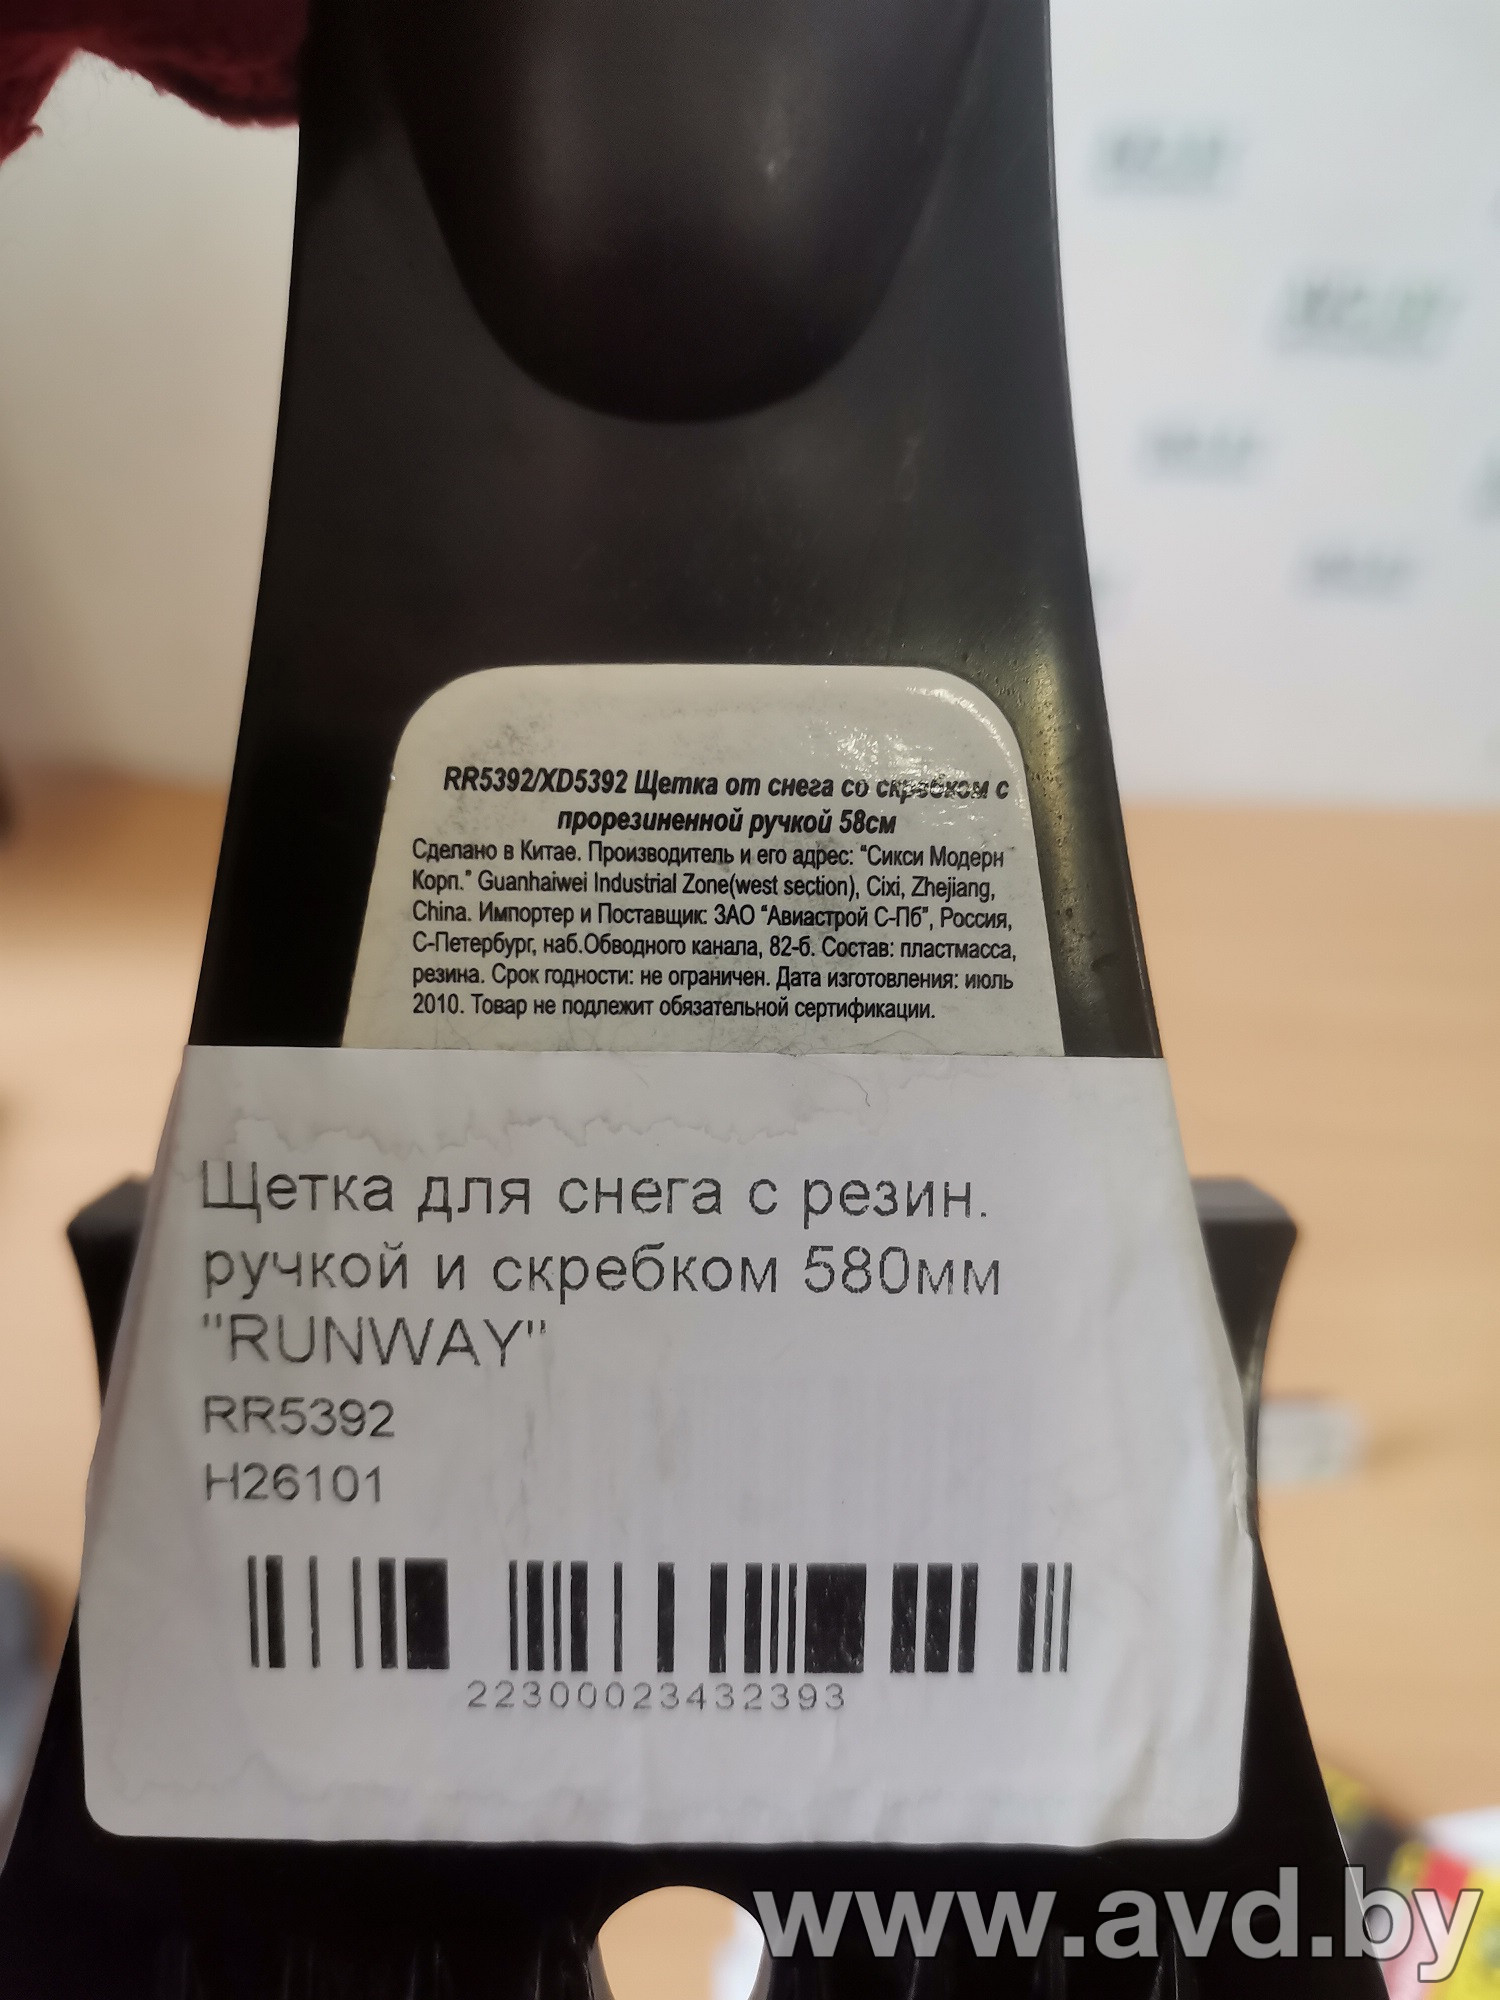 RR5392/XD5392 Щетка от снега со скребком с
прорезиненной ручкой 58см
Сделано в Китае. Производитель и его адрес: "Сикси Модерн
Корп." Guanhaiwei Industrial Zone(west section), Cixi, Zhejiang,
China. Импортер и Поставщик: ЗАО "Авиастрой С-Пб", Россия,
С-Петербург, наб.Обводного канала, 82-б. Состав: пластмасса,
резина. Срок годности: не ограничен. Дата изготовления: июль
2010. Товар не подлежит обязательной сертификации.
Щетка для снега с резин.
ручкой и скребком 580мм
"RUNWAY"
RR5392
H26101
2230002343​2393
www.avd.by